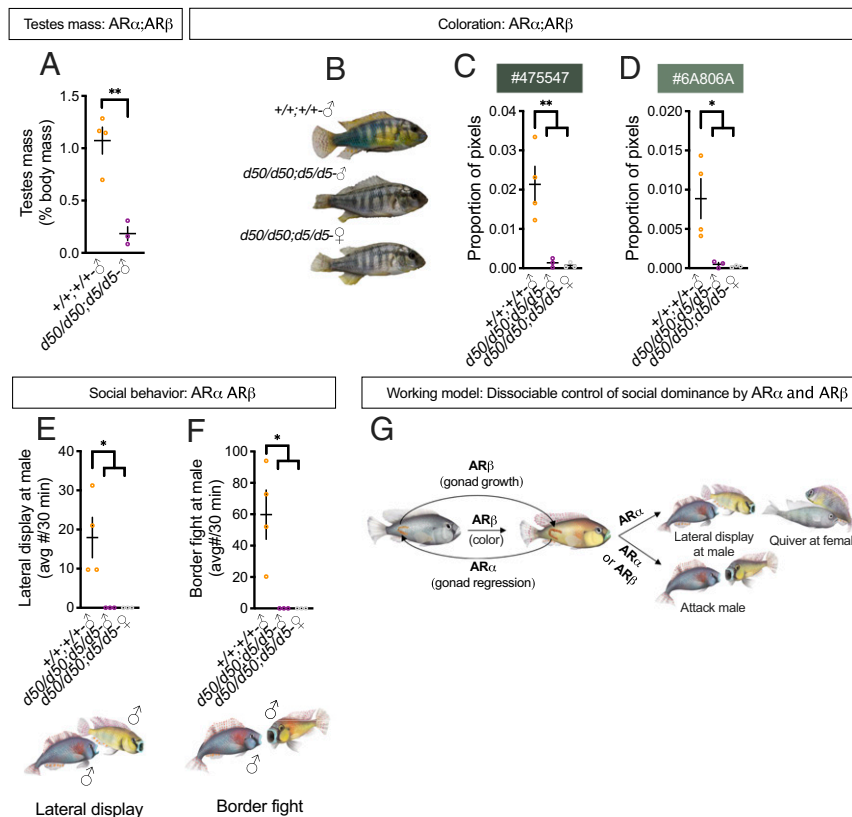 Testes mass: ARα;ARβ
Coloration: ARα;ARβ
A
**
1.5
1.0
0.5
0.0
Testes mass
(% body mass)
+/+;+/+-♂
d50/d50;d5/d5-♂
B
+/+;+/+-♂
d50/d50;d5/d5-♂
d50/d50;d5/d5-♀
C
#475547
**
0.04
0.03
0.02
0.01
0.00
Proportion of pixels
+/+;+/+-♂
d50/d50;d5/d5-♂
d50/d50;d5/d5-♀
D
#6A806A
*
0.020
0.015
0.010
0.005
0.000
Proportion of pixels
+/+;+/+-♂
d50/d50;d5/d5-♂
d50/d50;d5/d5-♀
Social behavior: ARα ARβ
Working model: Dissociable control of social dominance by ARα and ARβ
E
*
40
30
20
10
0
Lateral display at male
(avg #/30 min)
+/+;+/+-♂
d50/d50;d5/d5-♂
d50/d50;d5/d5-♀
♂
♂
Lateral display
F
*
100
80
60
40
20
0
Border fight at male
(avg#/30 min)
+/+;+/+-♂
d50/d50;d5/d5-♂
d50/d50;d5/d5-♀
♂
♂
Border fight
G
ARβ
(gonad growth)
ARβ
(color)
ARα
(gonad regression)
ARα
ARα
or ARβ
Lateral display
at male
Quiver at female
Attack male